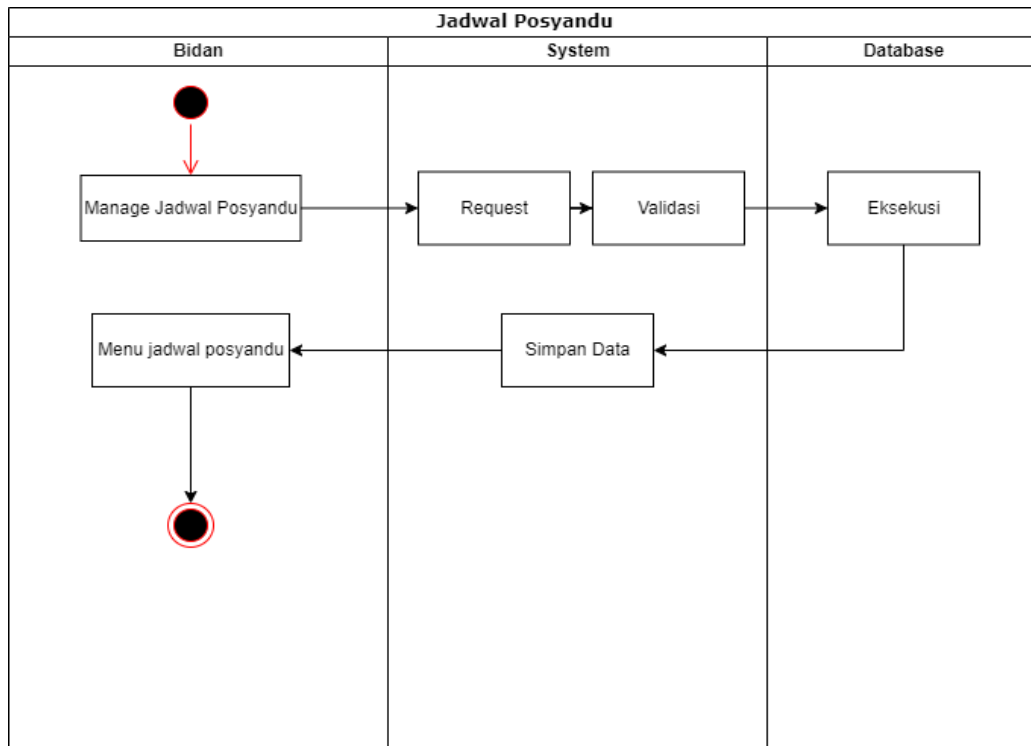 Jadwal Posyandu
Bidan
System
Database
Manage Jadwal Posyandu
Request
Validasi
Eksekusi
Menu jadwal posyandu
Simpan Data